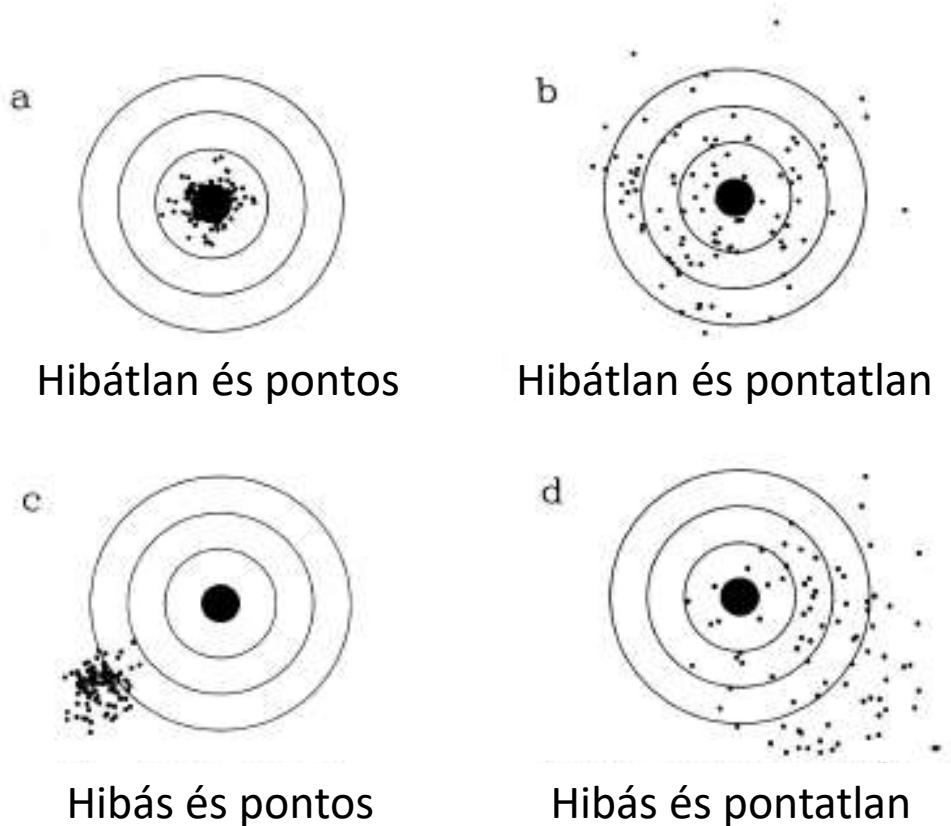 a
b
Hibátlan és pontos
Hibátlan és pontatlan
c
d
Hibás és pontos
Hibás és pontatlan